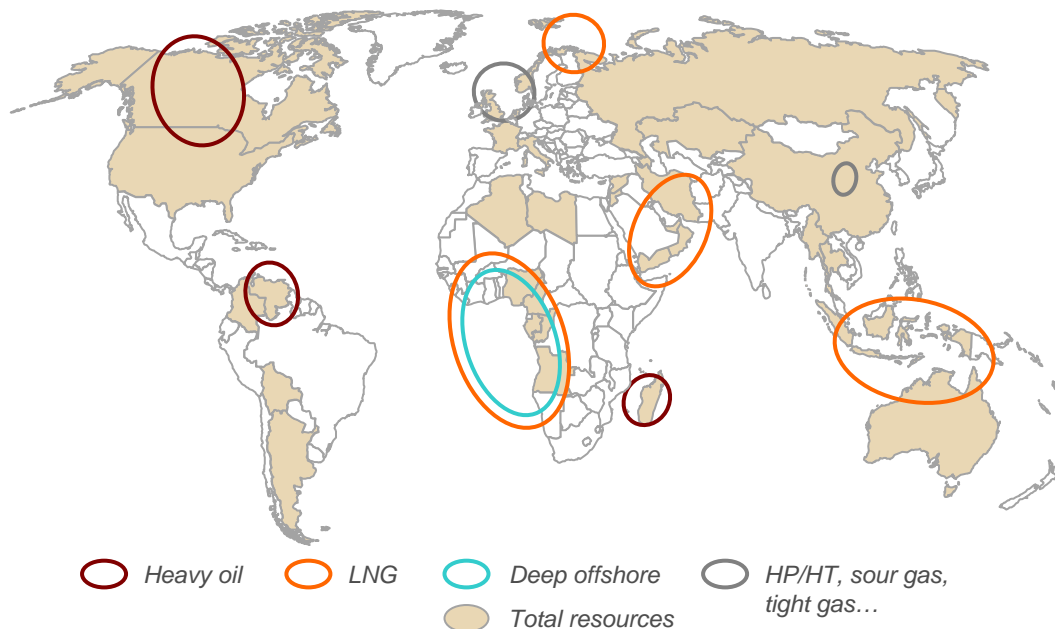 Heavy oil
LNG
Deep offshore
HP/HT, sour gas,
tight gas…
Total resources